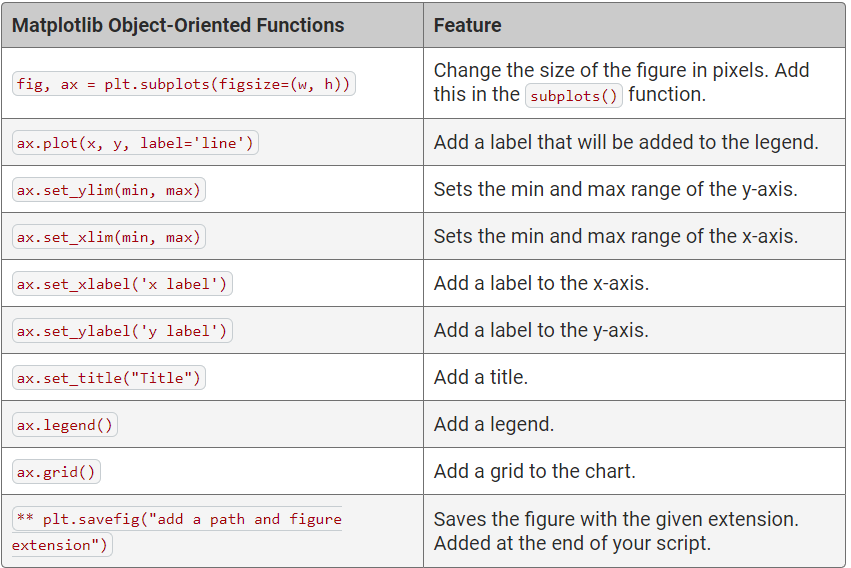 Matplotlib Object-Oriented Functions
Feature
fig, ax = plt.subplots(figsize=(w, h))
Change the size of the figure in pixels. Add
this in the subplots() function.
ax.plot(x, y, label='line')
Add a label that will be added to the legend.
ax.set_ylim(min, max)
Sets the min and max range of the y-axis.
ax.set_xlim(min, max)
Sets the min and max range of the x-axis.
ax.set_xlabel('x label')
Add a label to the x-axis.
ax.set_ylabel('y label')
Add a label to the y-axis.
ax.set_title("Title")
Add a title.
ax.legend()
Add a legend.
ax.grid()
Add a grid to the chart.
** plt.savefig("add a path and figure
extension")
Saves the figure with the given extension.
Added at the end of your script.